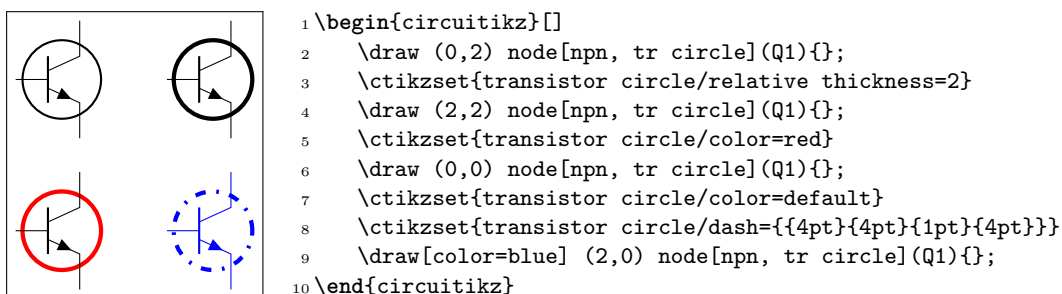 1 \begin{circuitikz}[]
2     \draw (0,2) node[npn, tr circle](Q1){};
3     \ctikzset{transistor circle/relative thickness=2}
4     \draw (2,2) node[npn, tr circle](Q1){};
5     \ctikzset{transistor circle/color=red}
6     \draw (0,0) node[npn, tr circle](Q1){};
7     \ctikzset{transistor circle/color=default}
8     \ctikzset{transistor circle/dash={{4pt}{4pt}{1pt}{4pt}}}
9     \draw[color=blue] (2,0) node[npn, tr circle](Q1){};
10 \end{circuitikz}